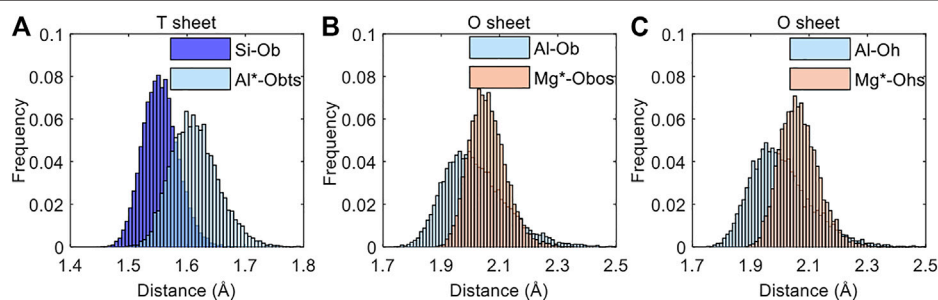 A
T sheet
Si-Ob
Al*-Obts
0.1
0.08
0.06
0.04
0.02
0
Frequency
1.4 1.5 1.6 1.7 1.8
Distance (Å)
B
O sheet
Al-Ob
Mg*-Obos
0.1
0.08
0.06
0.04
0.02
0
Frequency
1.7 1.9 2.1 2.3 2.5
Distance (Å)
C
O sheet
Al-Oh
Mg*-Ohs
0.1
0.08
0.06
0.04
0.02
0
Frequency
1.7 1.9 2.1 2.3 2.5
Distance (Å)